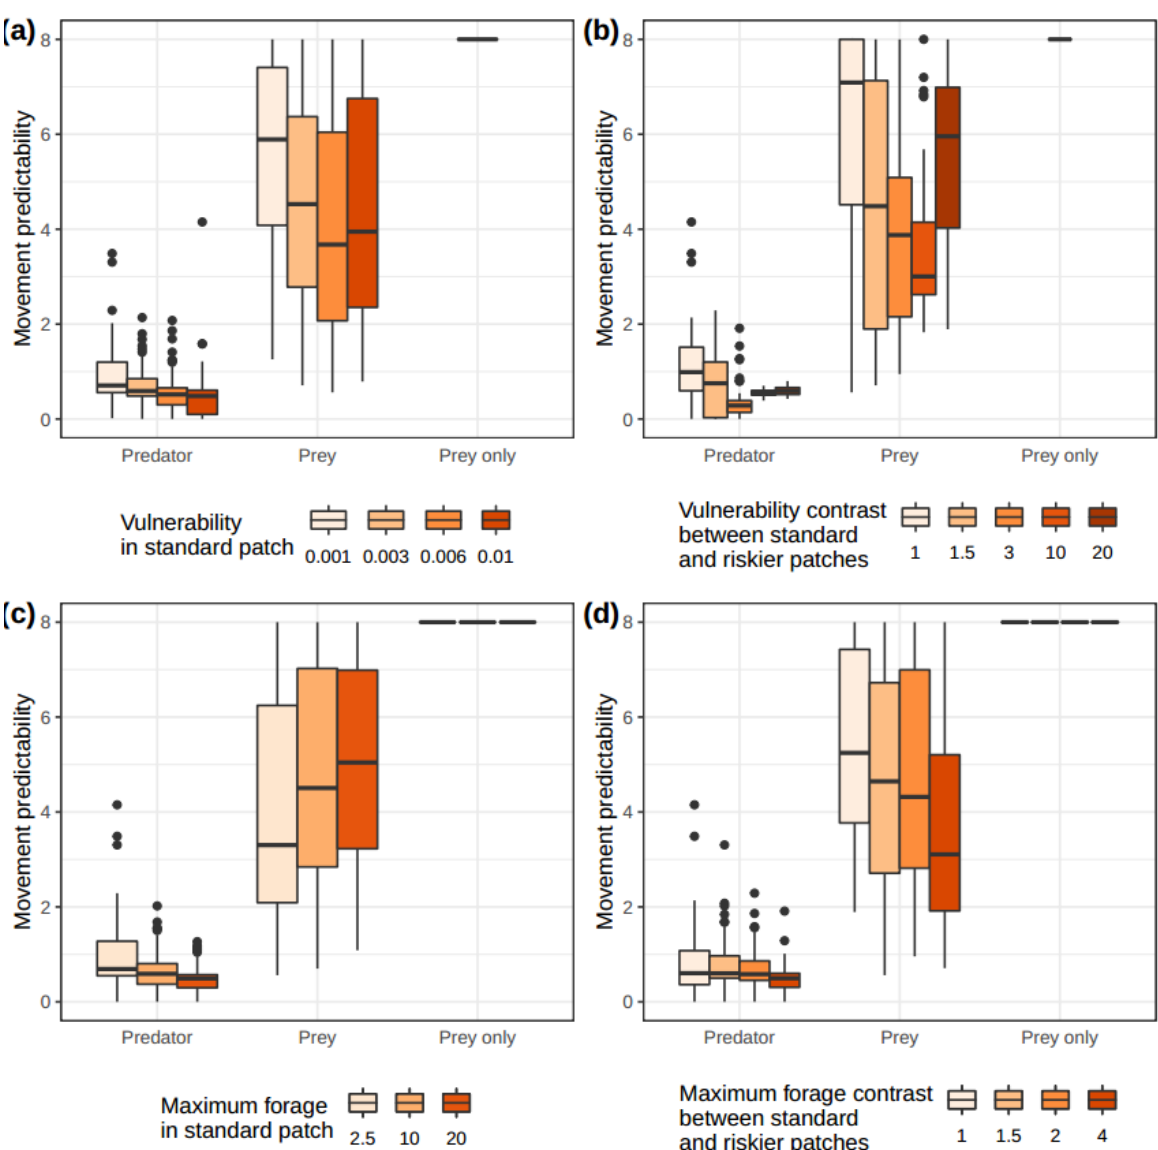 (a)
Movement predictability
8
6
4
2
0
Predator Prey Prey only
Vulnerability
in standard patch
0.001 0.003 0.006 0.01
(b)
Movement predictability
8
6
4
2
0
Predator Prey Prey only
Vulnerability contrast
between standard
and riskier patches
1 1.5 3 10 20
(c)
Movement predictability
8
6
4
2
0
Predator Prey Prey only
Maximum forage
in standard patch
2.5 10 20
(d)
Movement predictability
8
6
4
2
0
Predator Prey Prey only
Maximum forage contrast
between standard
and riskier patches
1 1.5 2 4